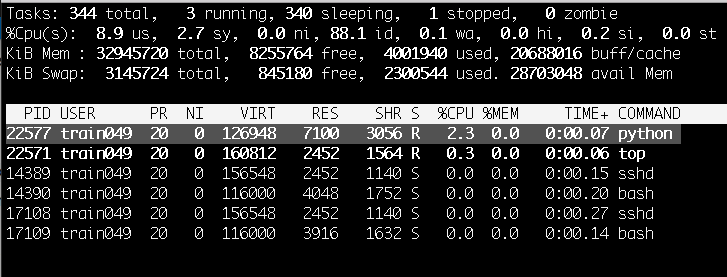 Tasks: 344 total, 3 running, 340 sleeping, 1 stopped, 0 zombie
%Cpu(s): 8.9 us, 2.7 sy, 0.0 ni, 88.1 id, 0.1 wa, 0.0 hi, 0.2 si, 0.0 st
KiB Mem : 32945720 total, 8255764 free, 4001940 used, 20688016 buff/cache
KiB Swap: 3145724 total, 845180 free, 2300544 used. 28703048 avail Mem
PID USER PR NI VIRT RES SHR S %CPU %MEM TIME+ COMMAND
22577 train049 20 0 126948 7100 3056 R 2.3 0.0 0:00.07 python
22571 train049 20 0 160812 2452 1564 R 0.3 0.0 0:00.06 top
14389 train049 20 0 156548 2452 1140 S 0.0 0.0 0:00.15 sshd
14390 train049 20 0 116000 4048 1752 S 0.0 0.0 0:00.20 bash
17108 train049 20 0 156548 2452 1140 S 0.0 0.0 0:00.27 sshd
17109 train049 20 0 116000 3916 1632 S 0.0 0.0 0:00.14 bash